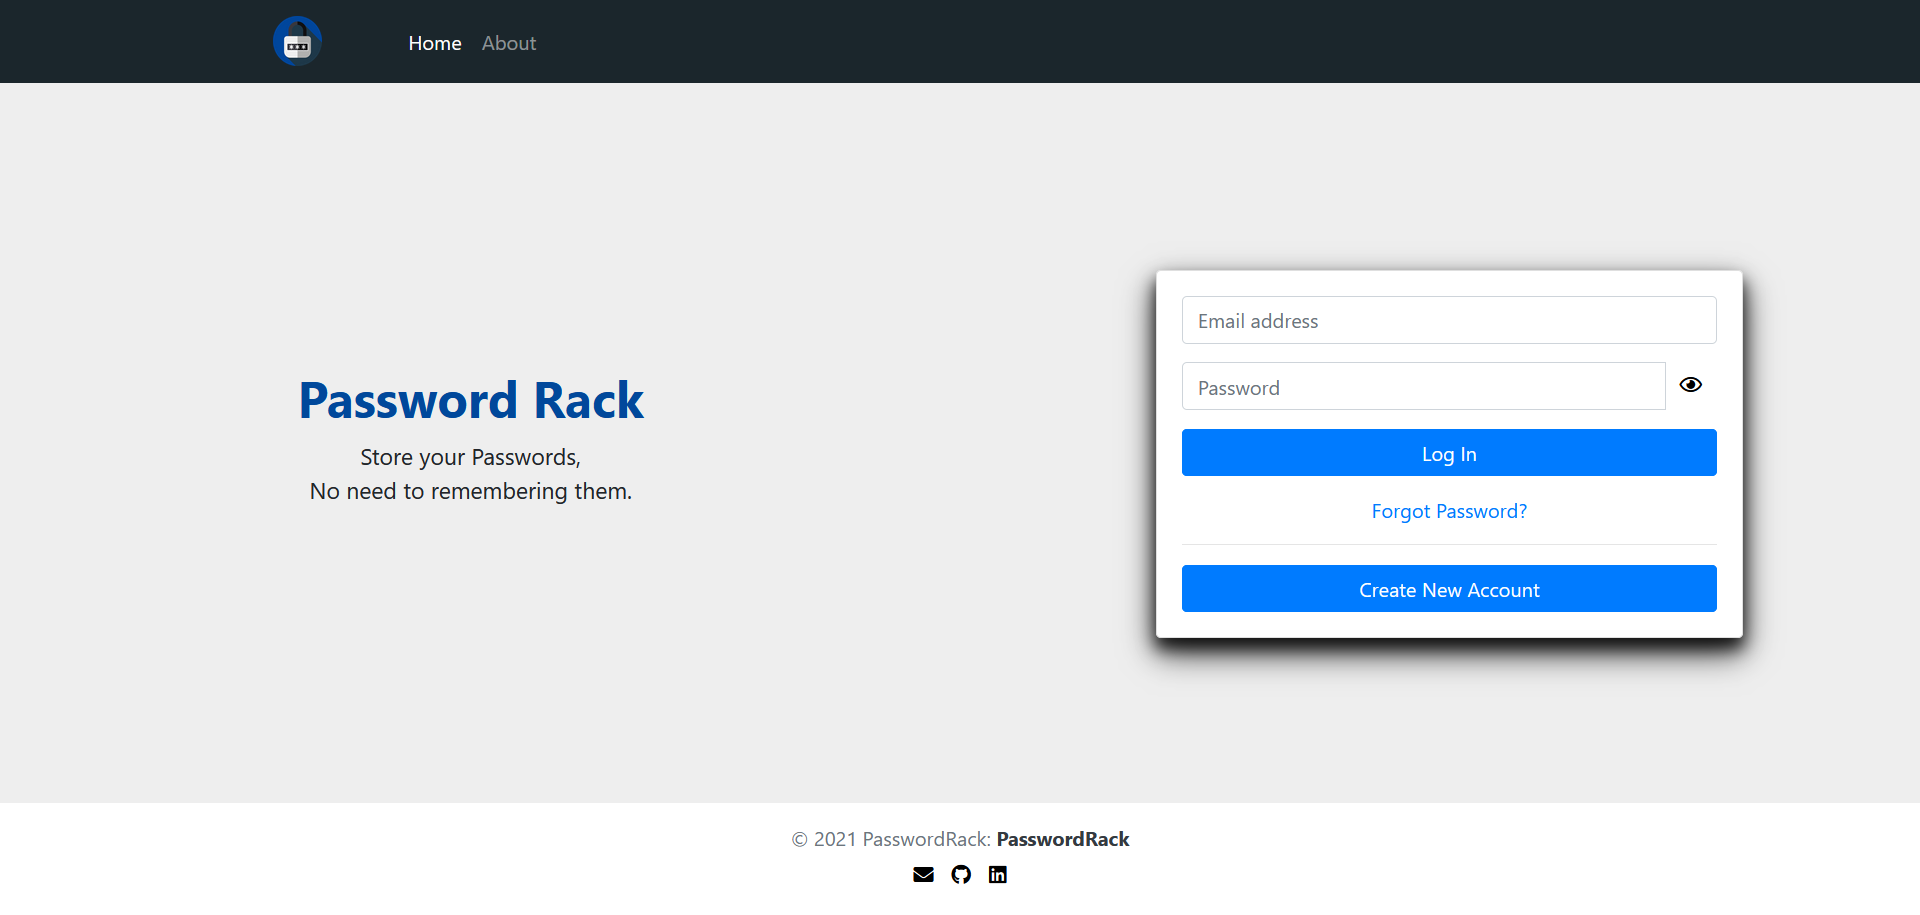 Home About
Password Rack
Store your Passwords,
No need to remembering them.
Email address
Password
Log In
Forgot Password?
Create New Account
© 2021 PasswordRack: PasswordRack